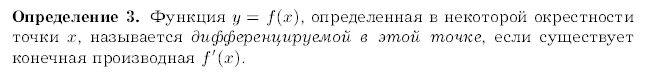 Определение 3. Функция y = f(x), определенная в некоторой окрестности
точки x, называется дифференцируемой в этой точке, если существует
конечная производная f′(x).